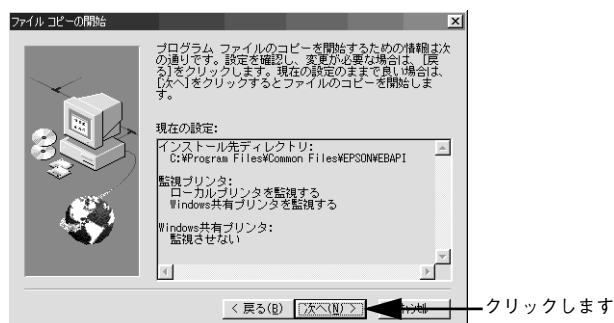 ファイル コピーの開始
プログラム ファイルのコピーを開始するための情報は次
の通りです。設定を確認し、変更が必要な場合は、[戻
る]をクリックします。現在の設定のままで良い場合は、
[次へ]をクリックするとファイルのコピーを開始しま
す。
現在の設定:
インストール先ディレクトリ:
C:¥Program Files¥Common Files¥EPSON¥EBAPI
監視プリンタ:
ローカルプリンタを監視する
Windows共有プリンタを監視する
Windows共有プリンタ:
監視させない
< 戻る(B) 次へ(N) >
クリックします